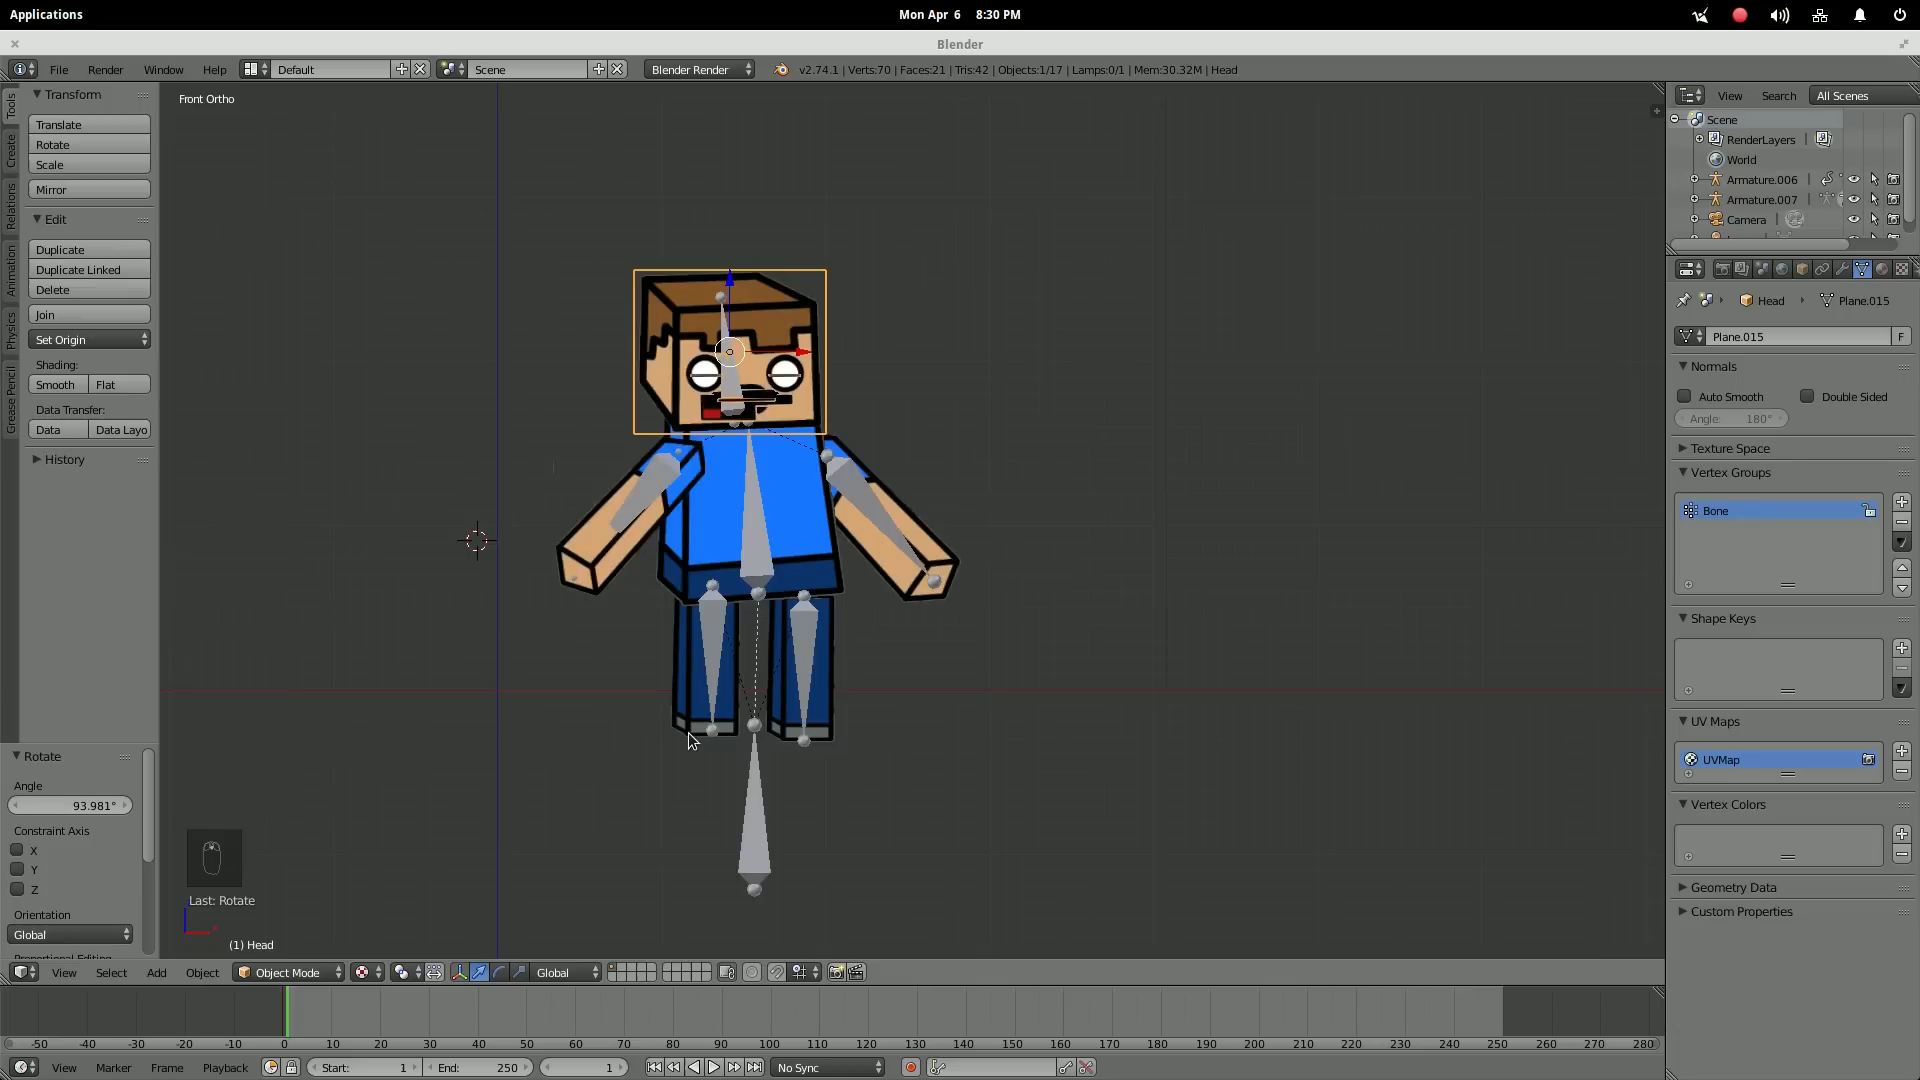 Applications
Mon Apr 6 8:30 PM
Blender
File Render Window Help Default Scene Blender Render v2.74.1 | Verts:70 | Faces:21 | Tris:42 | Objects:1/17 | Lamps:0/1 | Mem:30.32M | Head
Tools
Create
Relations
Animation
Physics
Grease Pencil
Transform
Translate
Rotate
Scale
Mirror
Edit
Duplicate
Duplicate Linked
Delete
Join
Set Origin
Shading:
Smooth Flat
Data Transfer:
Data Data Layo
History
Rotate
Angle
93.981°
Constraint Axis
X
Y
Z
Orientation
Global
Front Ortho
Last: Rotate
(1) Head
View Select Add Object Object Mode Global
-50 -40 -30 -20 -10 0 10 20 30 40 50 60 70 80 90 100 110 120 130 140 150 160 170 180 190 200 210 220 230 240 250 260 270 280
View Marker Frame Playback Start: 1 End: 250 1 No Sync
View Search All Scenes
Scene
RenderLayers |
World
Armature.006 |
Armature.007 |
Camera |
Head Plane.015
Plane.015 F
Normals
Auto Smooth Double Sided
Angle: 180°
Texture Space
Vertex Groups
Bone
Shape Keys
UV Maps
UVMap
Vertex Colors
Geometry Data
Custom Properties